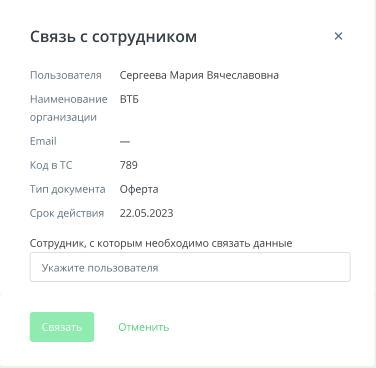 Связь с сотрудником ×
Пользователя Сергеева Мария Вячеславовна
Наименование организации ВТБ
Email —
Код в ТС 789
Тип документа Оферта
Срок действия 22.05.2023
Сотрудник, с которым необходимо связать данные
Укажите пользователя
Связать Отменить